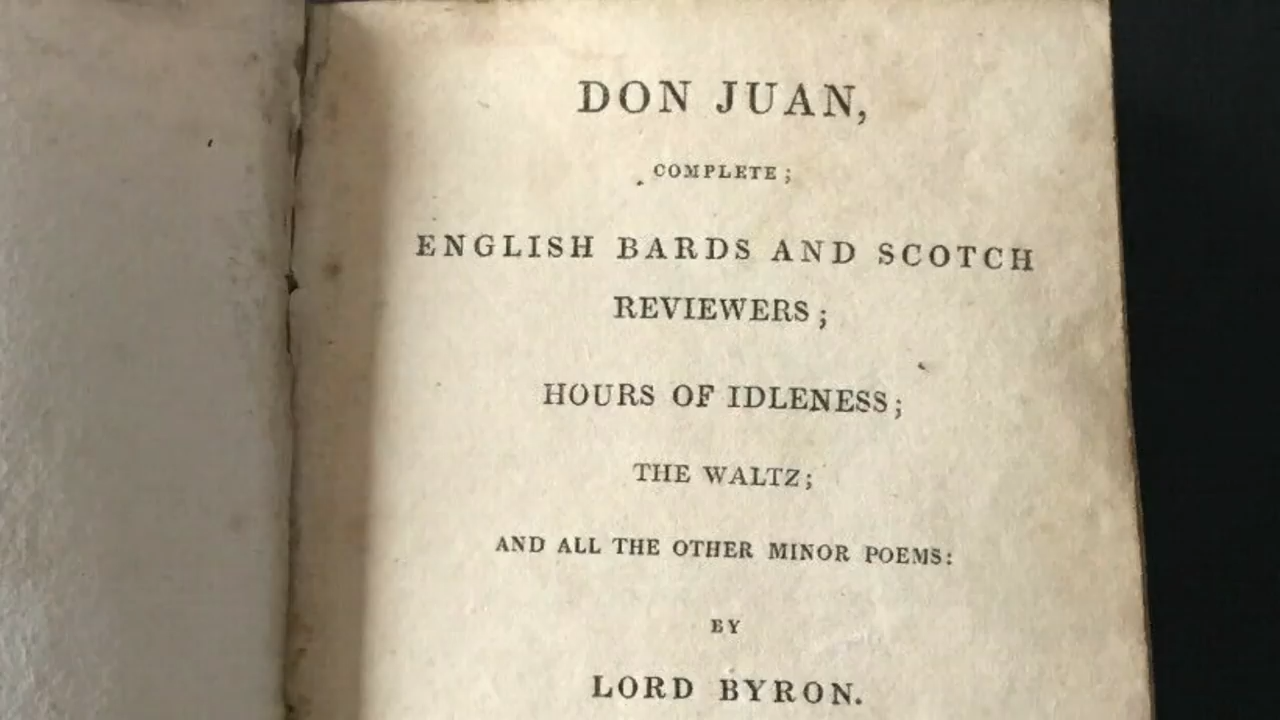 DON JUAN,
COMPLETE;
ENGLISH BARDS AND SCOTCH
REVIEWERS;
HOURS OF IDLENESS;
THE WALTZ;
AND ALL THE OTHER MINOR POEMS:
BY
LORD BYRON.